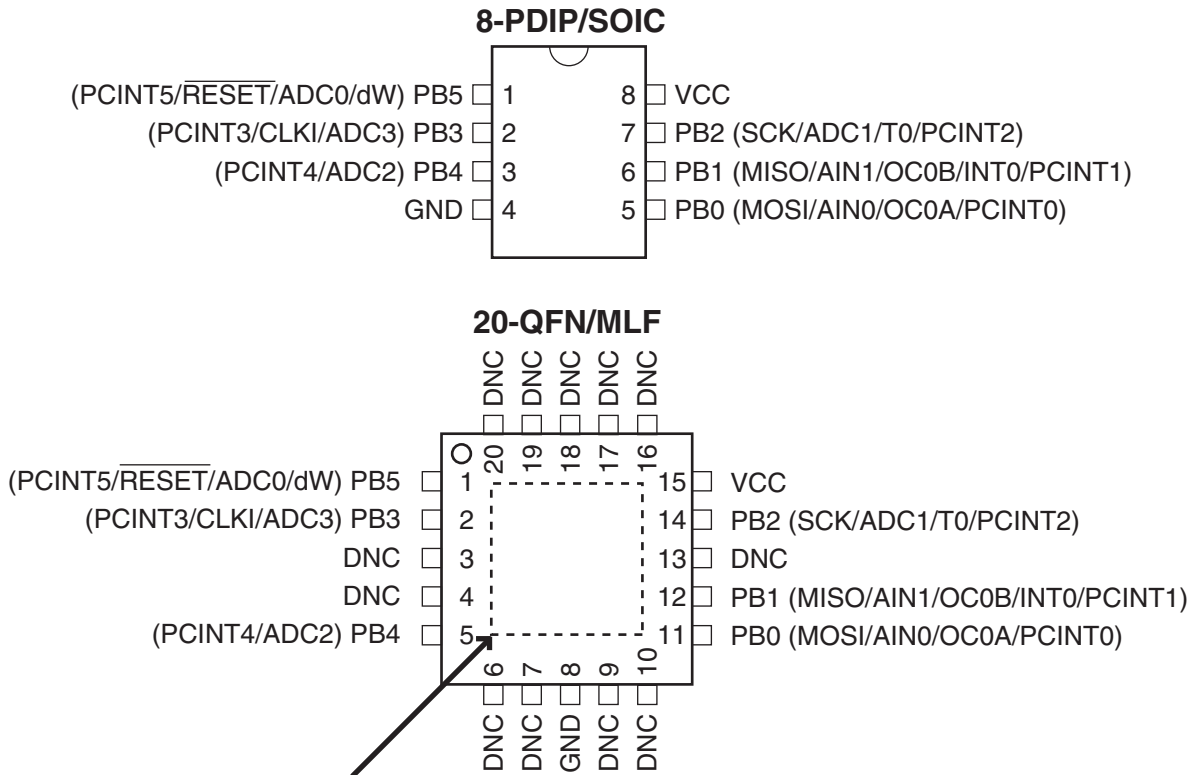 8-PDIP/SOIC
(PCINT5/RESET/ADC0/dW) PB5 1 8 VCC
(PCINT3/CLKI/ADC3) PB3 2 7 PB2 (SCK/ADC1/T0/PCINT2)
(PCINT4/ADC2) PB4 3 6 PB1 (MISO/AIN1/OC0B/INT0/PCINT1)
GND 4 5 PB0 (MOSI/AIN0/OC0A/PCINT0)
20-QFN/MLF
DNC DNC DNC DNC DNC
20 19 18 17 16
(PCINT5/RESET/ADC0/dW) PB5 1 15 VCC
(PCINT3/CLKI/ADC3) PB3 2 14 PB2 (SCK/ADC1/T0/PCINT2)
DNC 3 13 DNC
DNC 4 12 PB1 (MISO/AIN1/OC0B/INT0/PCINT1)
(PCINT4/ADC2) PB4 5 11 PB0 (MOSI/AIN0/OC0A/PCINT0)
6 7 8 9 10
DNC DNC GND DNC DNC